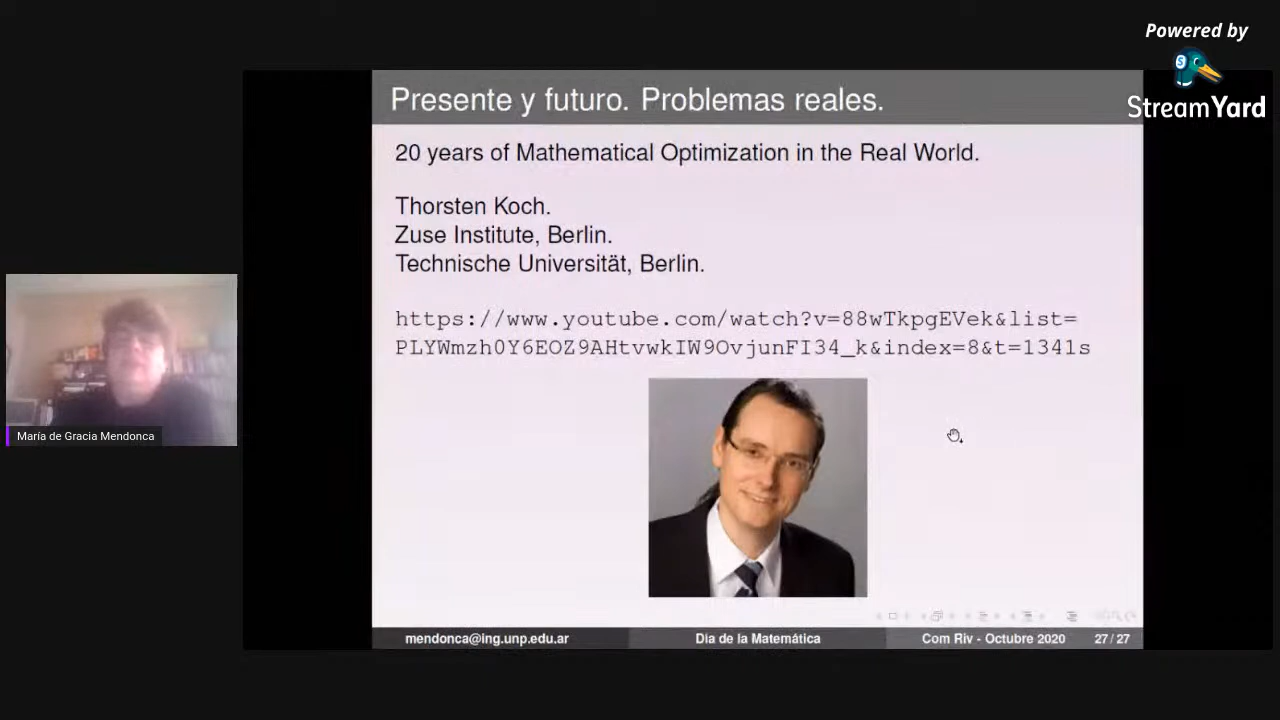 Powered by
StreamYard
Presente y futuro. Problemas reales.
20 years of Mathematical Optimization in the Real World.
Thorsten Koch.
Zuse Institute, Berlin.
Technische Universität, Berlin.
https://www.youtube.com/watch?v=88wTkpgEVek&list=
PLYWmzh0Y6EOZ9AHtvwkIW9OvjunFI34_k&index=8&t=1341s
María de Gracia Mendonca
mendonca@ing.unp.edu.ar
Dia de la Matemática
Com Riv - Octubre 2020
27 / 27